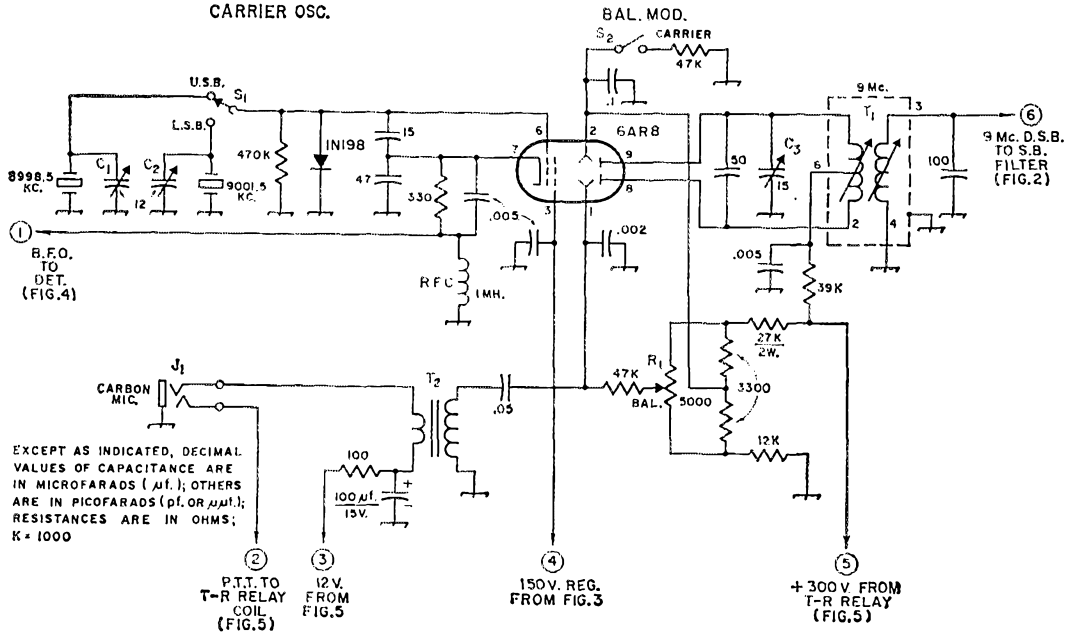 CARRIER OSC.
BAL. MOD.
S2
CARRIER
47K
U.S.B.
S1
L.S.B.
.1
6AR8
9 Mc.
T1
3
6
9 Mc. D.S.B.
TO S.B.
FILTER
(FIG.2)
8998.5
KC.
C1
12
C2
9001.5
KC.
470K
1N198
15
47
330
.005
7
6
2
9
8
3
1
50
C3
15
6
2
4
100
1
B.F.O.
TO
DET.
(FIG.4)
RFC
1MH.
.005
.002
.005
39K
27K
2W.
J1
CARBON
MIC.
T2
.05
47K
R1
BAL.
5000
3300
12K
100
100µf.
15V.
+
-
EXCEPT AS INDICATED, DECIMAL
VALUES OF CAPACITANCE ARE
IN MICROFARADS (µf.); OTHERS
ARE IN PICOFARADS (pf. OR µµf.);
RESISTANCES ARE IN OHMS;
K = 1000
2
P.T.T. TO
T-R RELAY
COIL
(FIG.5)
3
12V.
FROM
FIG.5
4
150V. REG.
FROM FIG.3
5
+300V. FROM
T-R RELAY
(FIG.5)